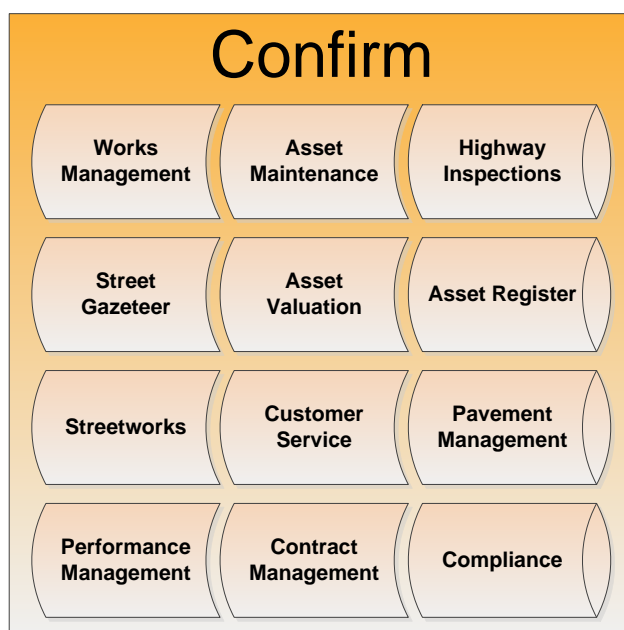 Confirm
Works
Management
Asset
Maintenance
Highway
Inspections
Street
Gazeteer
Asset
Valuation
Asset Register
Streetworks
Customer
Service
Pavement
Management
Performance
Management
Contract
Management
Compliance